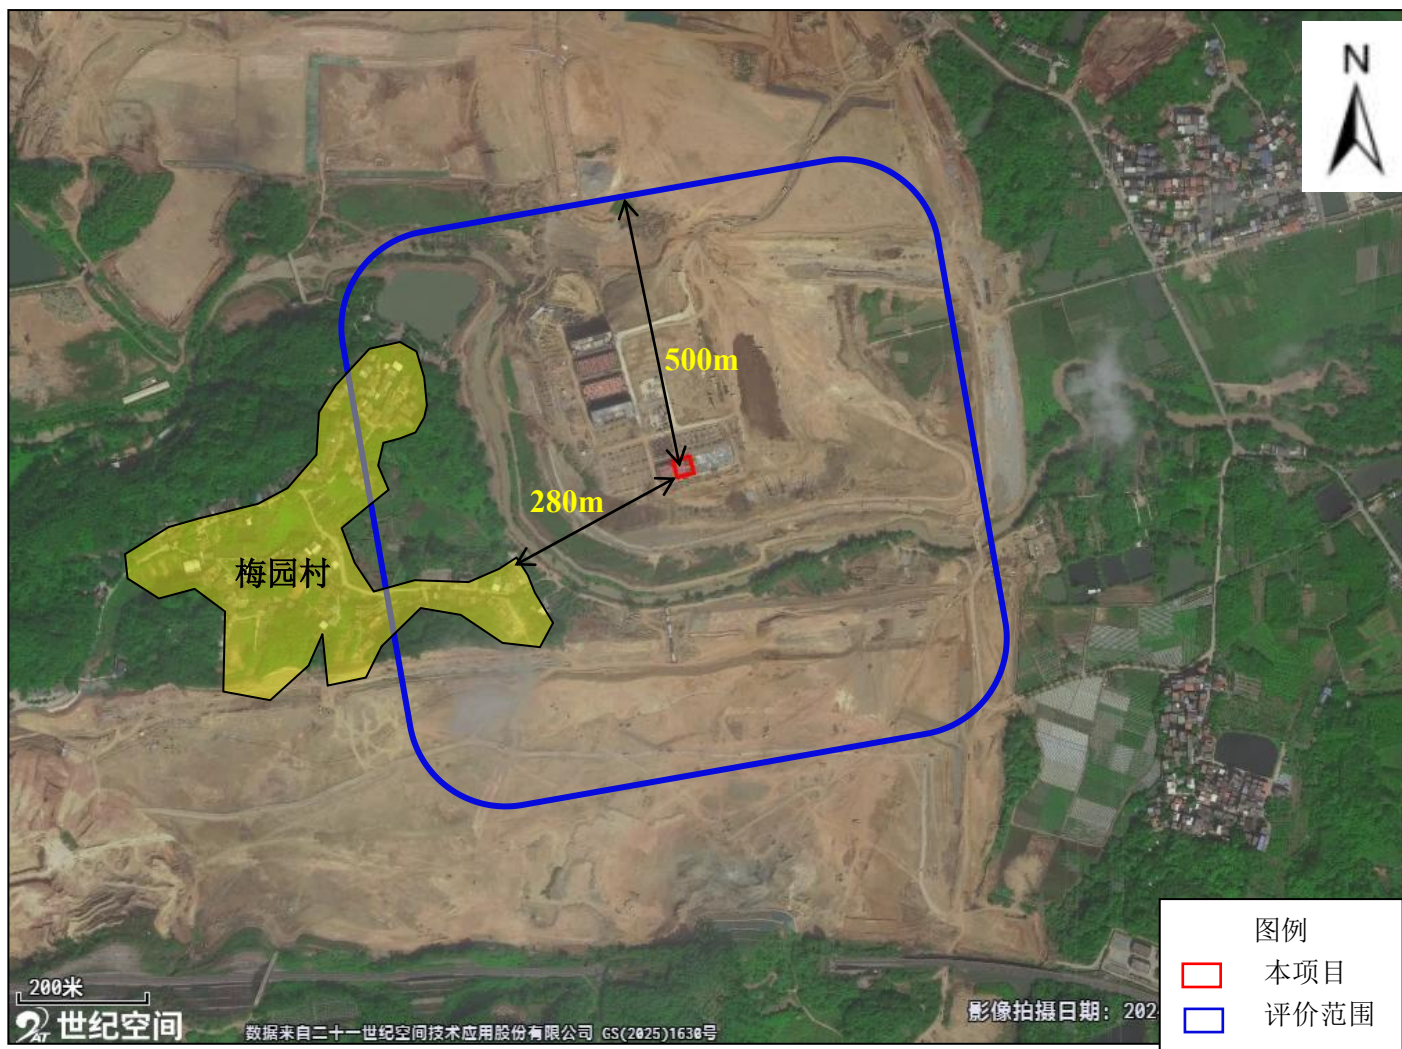 N
500m
280m
梅园村
图例
本项目
评价范围
200米
世纪空间
数据来自二十一世纪空间技术应用股份有限公司 GS(2025)1630号
影像拍摄日期：202